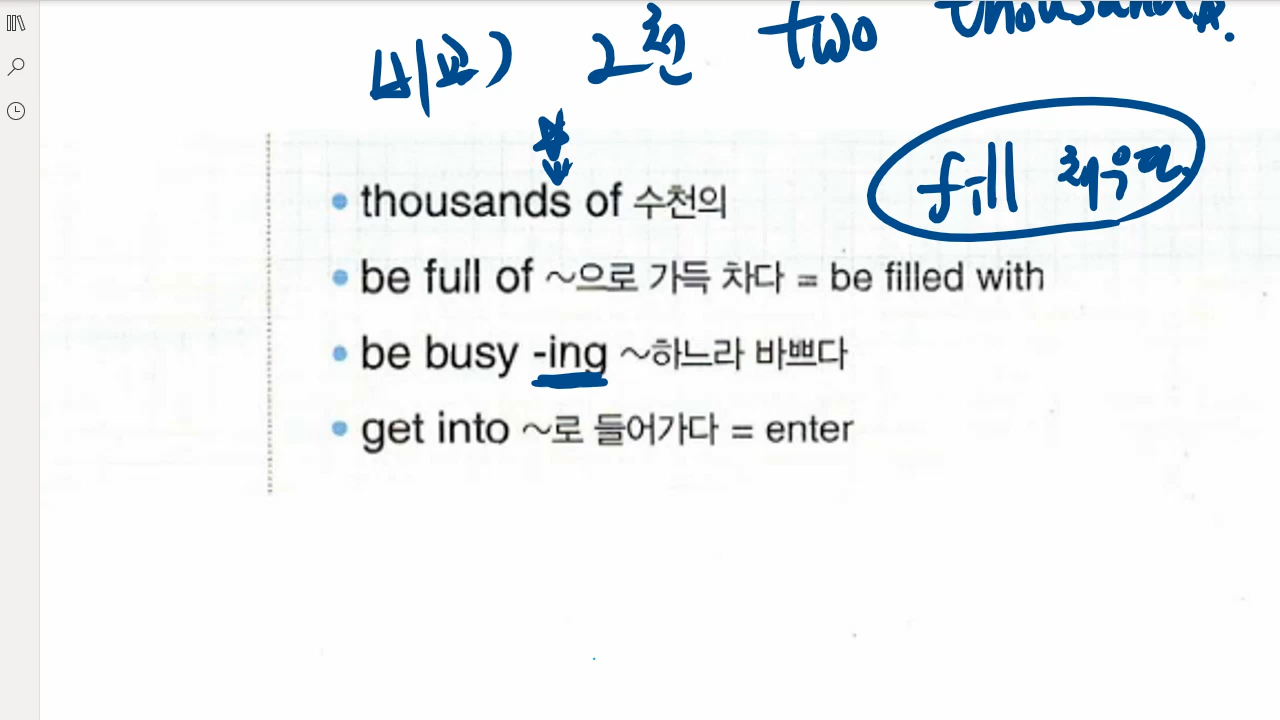 비교) 2천 two thousand.
fill 채우다.
thousands of 수천의
be full of ~으로 가득 차다 = be filled with
be busy -ing ~하느라 바쁘다
get into ~로 들어가다 = enter